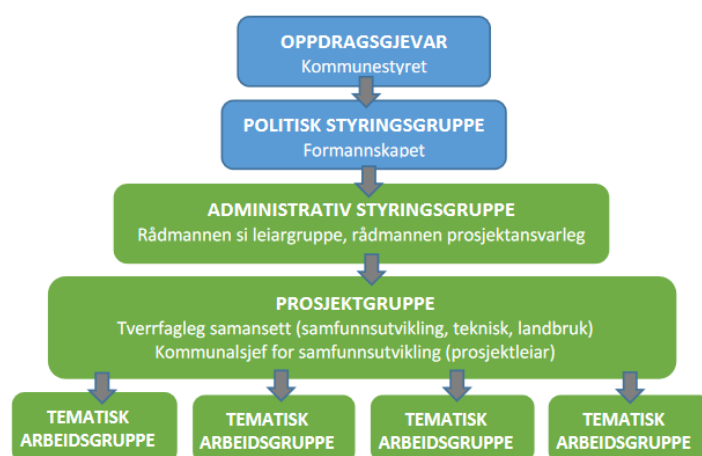 OPPDRAGSGJEVAR
Kommunestyret
POLITISK STYRINGSGRUPPE
Formannskapet
ADMINISTRATIV STYRINGSGRUPPE
Rådmannen si leiargruppe, rådmannen prosjektansvarleg
PROSJEKTGRUPPE
Tverrfagleg samansett (samfunnsutvikling, teknisk, landbruk)
Kommunalsjef for samfunnsutvikling (prosjektleiar)
TEMATISK
ARBEIDSGRUPPE
TEMATISK
ARBEIDSGRUPPE
TEMATISK
ARBEIDSGRUPPE
TEMATISK
ARBEIDSGRUPPE